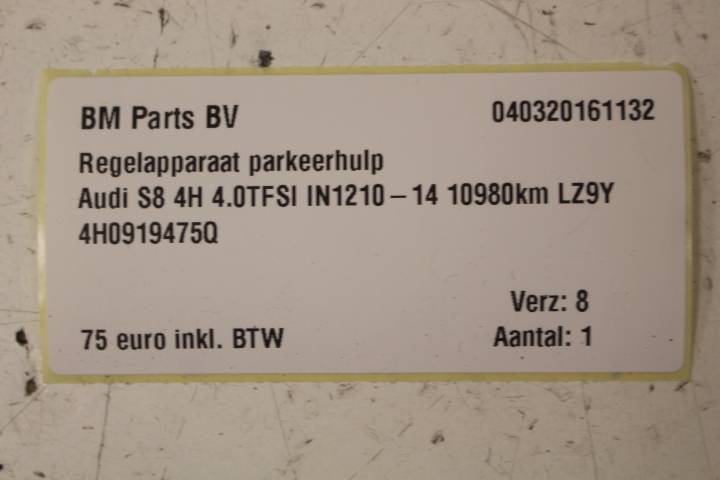 BM Parts BV 040320161132
Regelapparaat parkeerhulp
Audi S8 4H 4.0TFSI IN1210 – 14 10980km LZ9Y
4H0919475Q
Verz: 8
75 euro inkl. BTW Aantal: 1